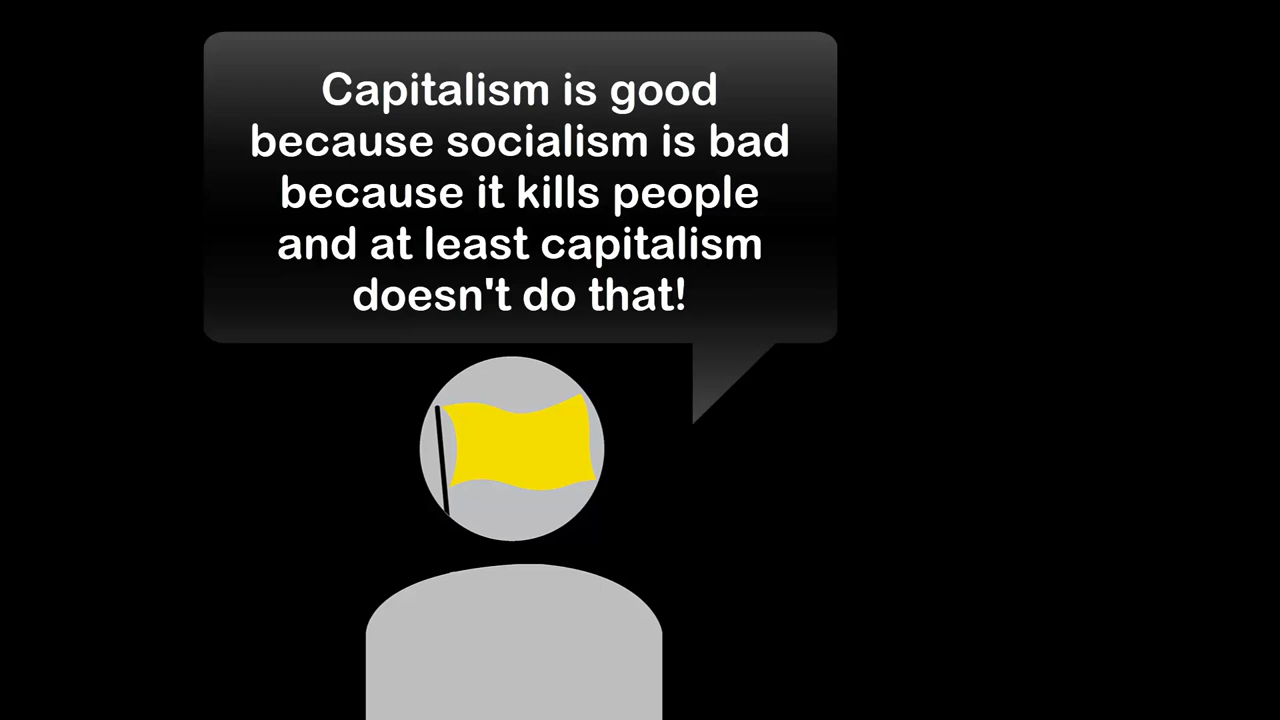 Capitalism is good
because socialism is bad
because it kills people
and at least capitalism
doesn't do that!